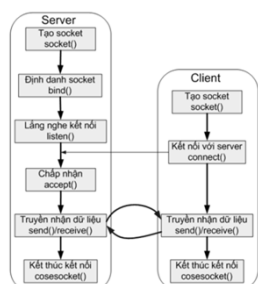 Server
Tạo socket
socket()
Định danh socket
bind()
Lắng nghe kết nối
listen()
Chấp nhận
accept()
Truyền nhận dữ liệu
send()/receive()
Kết thúc kết nối
cosesocket()
Client
Tạo socket
socket()
Kết nối với server
connect()
Truyền nhận dữ liệu
send()/receive()
Kết thúc kết nối
cosesocket()